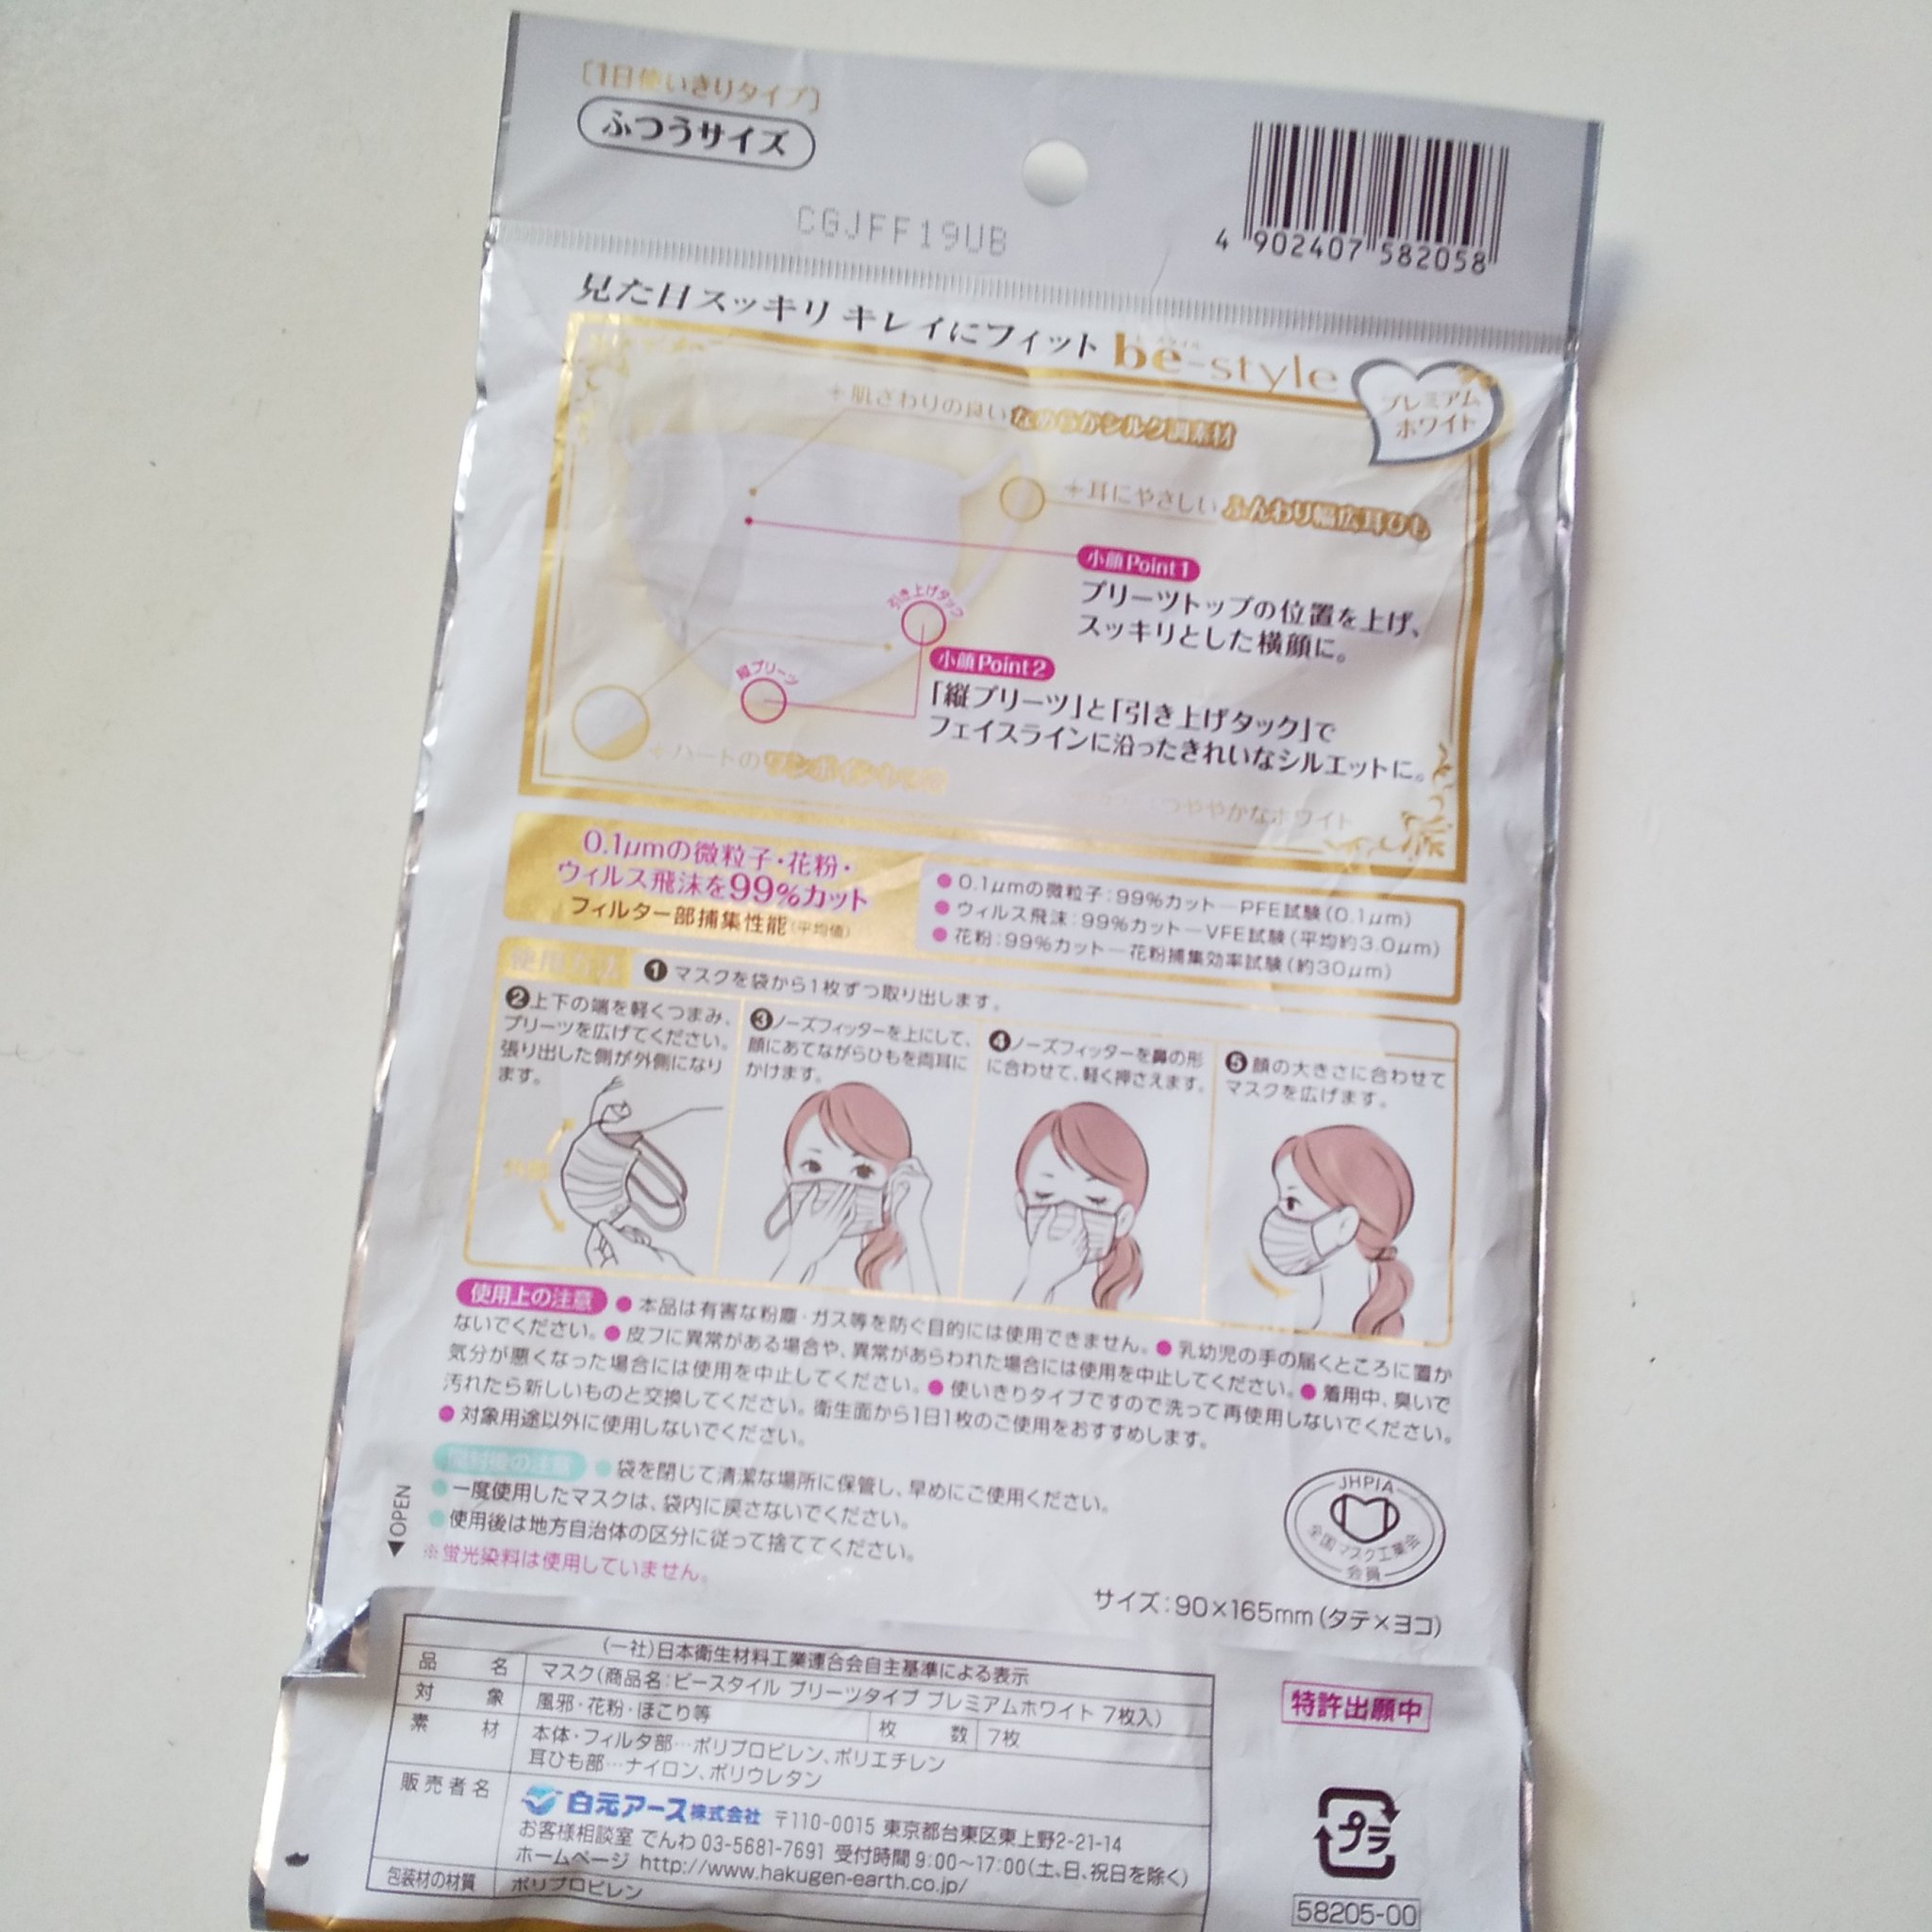 ［1日使いきりタイプ］
ふつうサイズ
CGJFF19UB
4 902407 582058
見た目スッキリ キレイにフィット be-style
プレミアム
ホワイト
+肌ざわりの良い なめらかシルク調素材
+耳にやさしい ふんわり幅広耳ひも
小顔Point1
プリーツトップの位置を上げ、
スッキリとした横顔に。
引き上げタック
小顔Point2
縦プリーツ
「縦プリーツ」と「引き上げタック」で
フェイスラインに沿ったきれいなシルエットに。
+ハートの
つややかなホワイト
0.1μmの微粒子・花粉・
ウィルス飛沫を99%カット
フィルター部捕集性能(平均値)
●0.1μmの微粒子:99%カット—PFE試験(0.1μm)
●ウィルス飛沫:99%カット—VFE試験(平均約3.0μm)
●花粉:99%カット—花粉捕集効率試験(約30μm)
使用方法
❶マスクを袋から1枚ずつ取り出します。
❷上下の端を軽くつまみ、
プリーツを広げてください。
張り出した側が外側になり
ます。
❸ノーズフィッターを上にして、
顔にあてながらひもを両耳に
かけます。
❹ノーズフィッターを鼻の形
に合わせて、軽く押さえます。
❺顔の大きさに合わせて
マスクを広げます。
使用上の注意 ●本品は有害な粉塵・ガス等を防ぐ目的には使用できません。●乳幼児の手の届くところに置か
ないでください。●皮フに異常がある場合や、異常があらわれた場合には使用を中止してください。●着用中、臭いで
気分が悪くなった場合には使用を中止してください。●使いきりタイプですので洗って再使用しないでください。
汚れたら新しいものと交換してください。衛生面から1日1枚のご使用をおすすめします。
●対象用途以外に使用しないでください。
開封後の注意 ●袋を閉じて清潔な場所に保管し、早めにご使用ください。
●一度使用したマスクは、袋内に戻さないでください。
●使用後は地方自治体の区分に従って捨ててください。
※蛍光染料は使用していません。
◀OPEN
JHPIA
全国マスク工業会
会員
サイズ:90×165mm(タテ×ヨコ)
(一社)日本衛生材料工業連合会自主基準による表示
品名 マスク(商品名:ビースタイル プリーツタイプ プレミアムホワイト 7枚入)
対象 風邪・花粉・ほこり等 枚数 7枚
素材 本体・フィルタ部…ポリプロピレン、ポリエチレン
耳ひも部…ナイロン、ポリウレタン
販売者名 白元アース株式会社 〒110-0015 東京都台東区東上野2-21-14
お客様相談室 でんわ 03-5681-7691 受付時間 9:00〜17:00(土、日、祝日を除く)
ホームページ http://www.hakugen-earth.co.jp/
包装材の材質 ポリプロピレン
特許出願中
プラ
58205-00